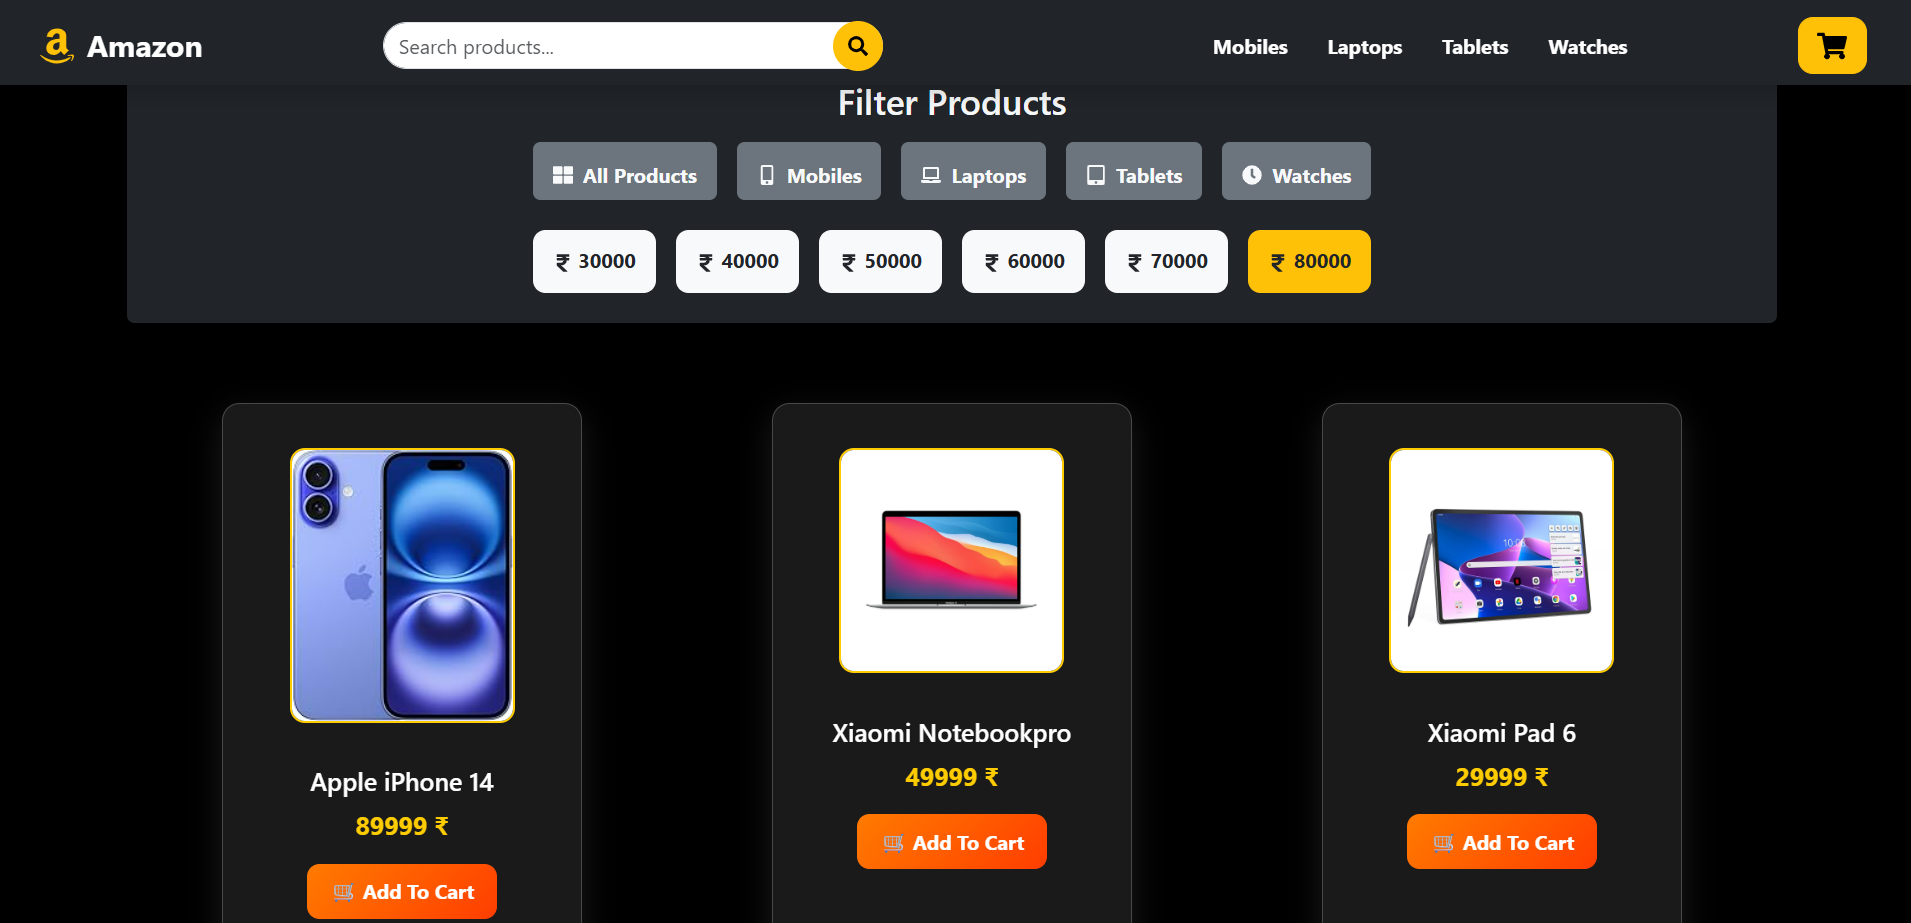 Amazon
Search products...
Mobiles Laptops Tablets Watches
Filter Products
All Products Mobiles Laptops Tablets Watches
₹ 30000 ₹ 40000 ₹ 50000 ₹ 60000 ₹ 70000 ₹ 80000
Apple iPhone 14
89999 ₹
Add To Cart
Xiaomi Notebookpro
49999 ₹
Add To Cart
10:06
Xiaomi Pad 6
29999 ₹
Add To Cart